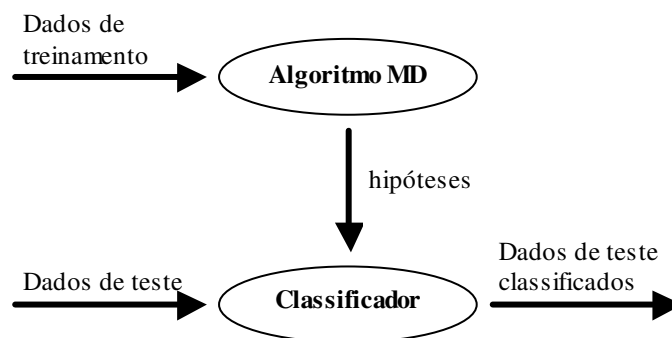 Dados de
treinamento
Algoritmo MD
hipóteses
Dados de teste
Classificador
Dados de teste
classificados